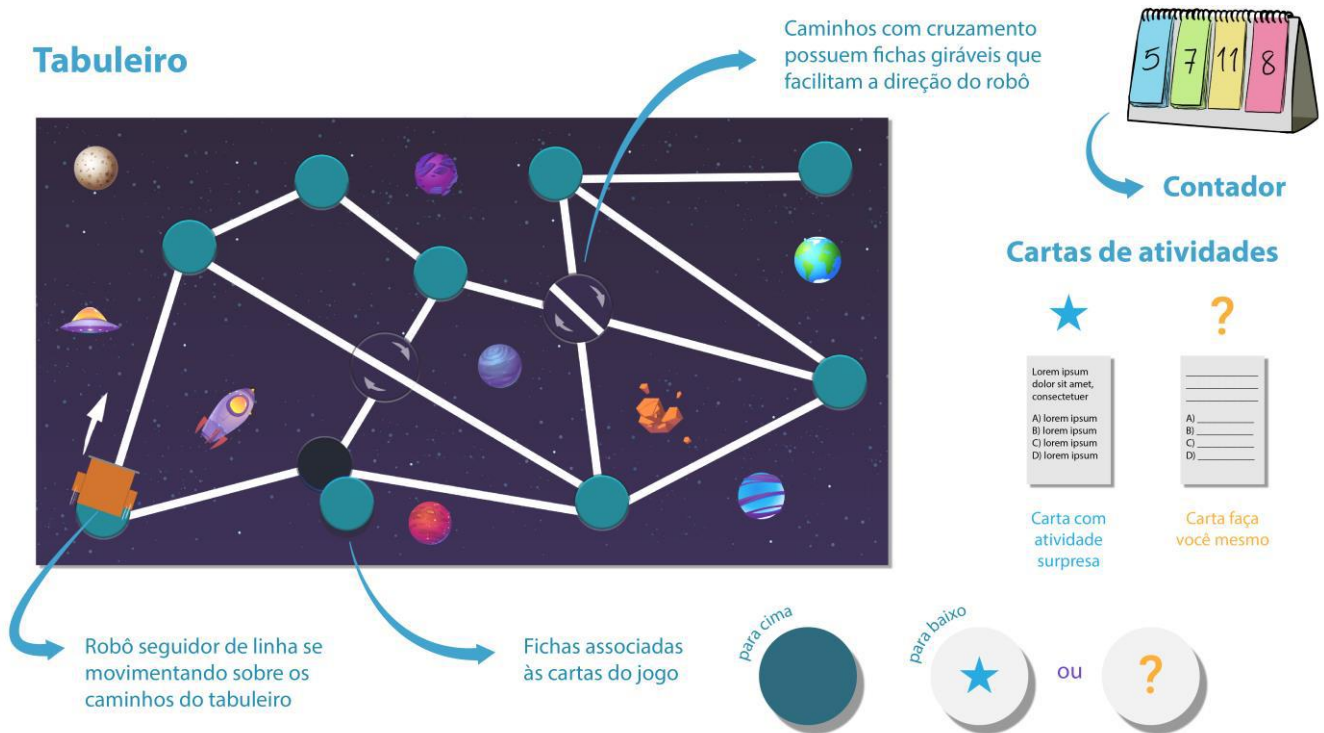 Tabuleiro
Caminhos com cruzamento
possuem fichas giráveis que
facilitam a direção do robô
5 7 11 8
Contador
Cartas de atividades
?
Lorem ipsum
dolor sit amet,
consectetuer
A) lorem ipsum
B) lorem ipsum
C) lorem ipsum
D) lorem ipsum
A)
B)
C)
D)
Carta com
atividade
surpresa
Carta faça
você mesmo
Robô seguidor de linha se
movimentando sobre os
caminhos do tabuleiro
Fichas associadas
às cartas do jogo
para cima
para baixo
ou
?